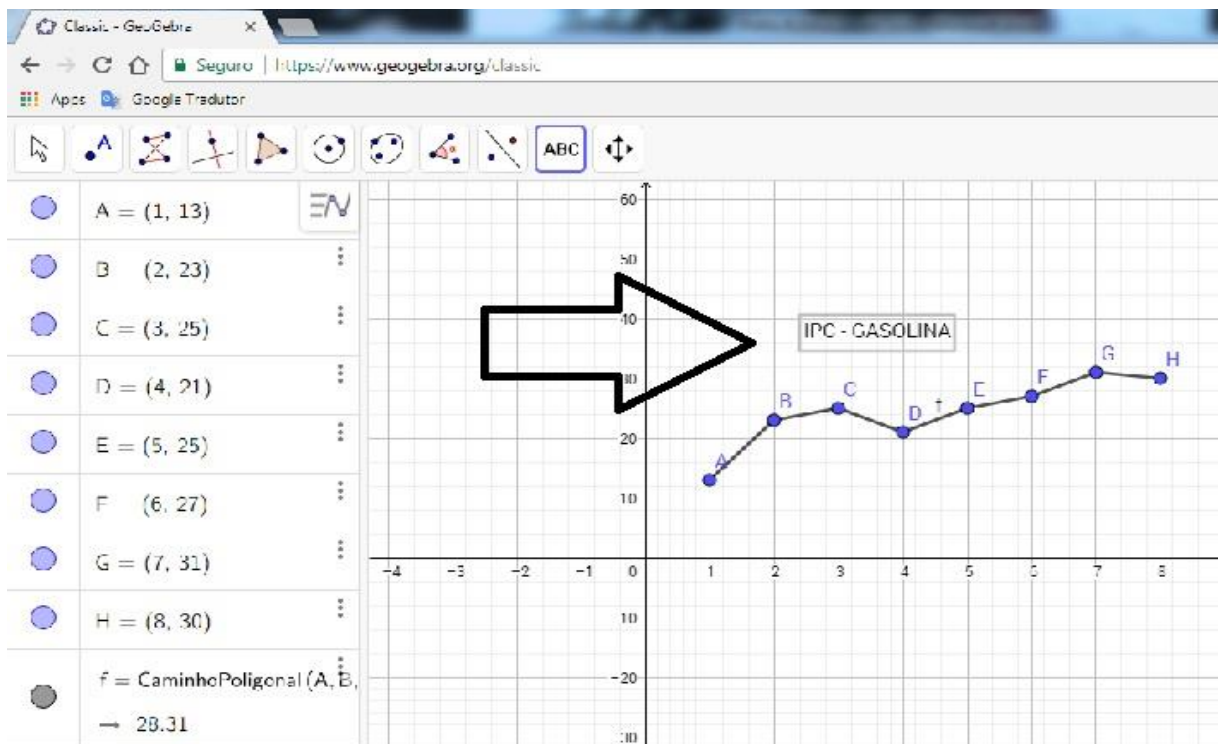 Classic - GeoGebra
Seguro | https://www.geogebra.org/classic
Apps Google Tradutor
A ABC
A = (1, 13)
B (2, 23)
C = (3, 25)
D = (4, 21)
E = (5, 25)
F (6, 27)
G = (7, 31)
H = (8, 30)
f = CaminhoPoligonal (A, B,
→ 28.31
60
50
40
30
20
10
0
10
-20
30
-4 -3 -2 -1 0 1 2 3 4 5 6 7 8
IPC - GASOLINA
A B C D f E F G H